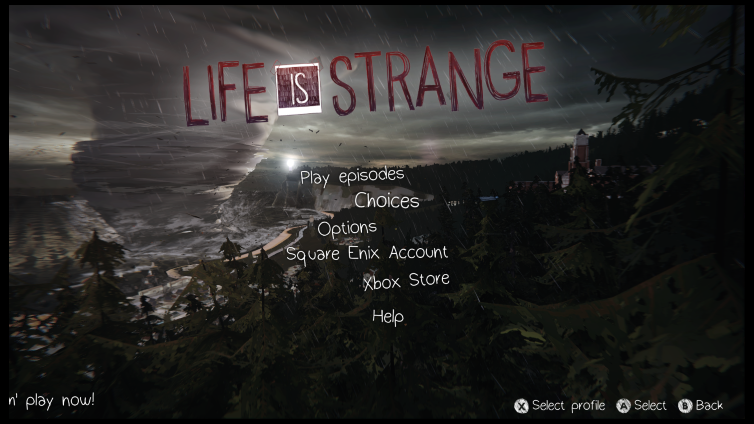 LIFE IS STRANGE
Play episodes
Choices
Options
Square Enix Account
Xbox Store
Help
n' play now!
X Select profile A Select B Back